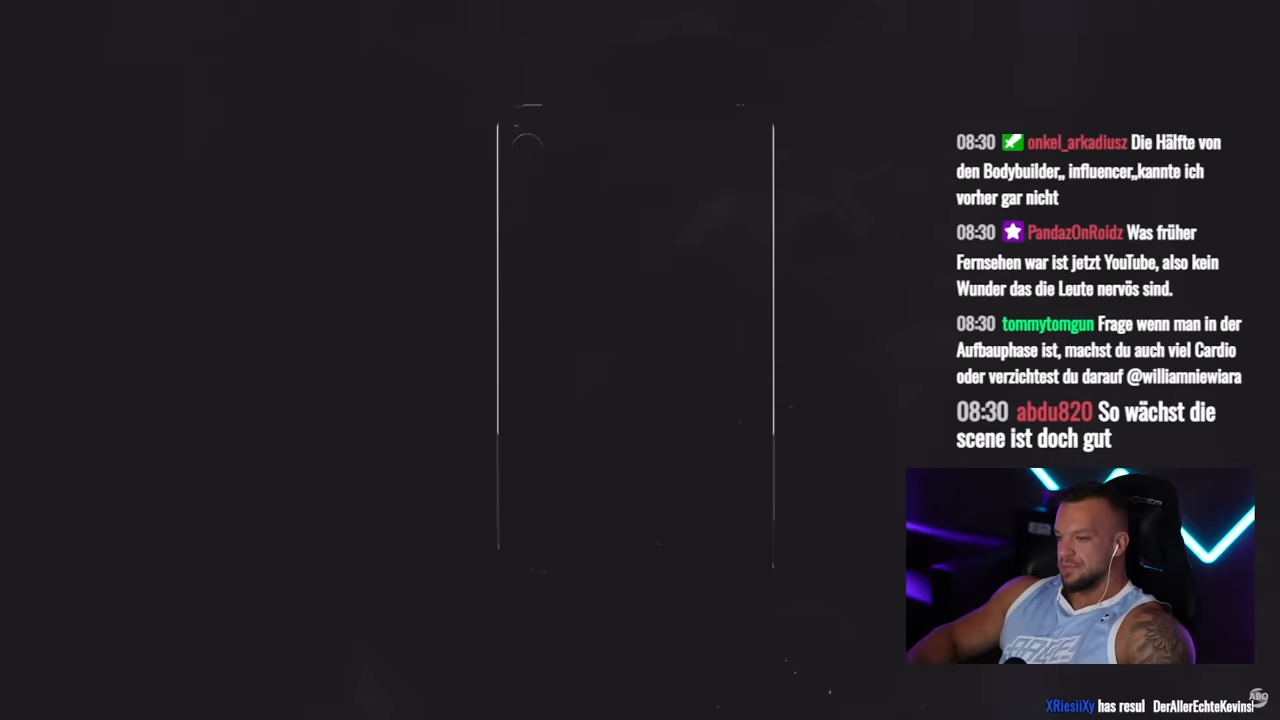 08:30 onkel_arkadiusz Die Hälfte von
den Bodybuilder,, influencer,,kannte ich
vorher gar nicht
08:30 PandazOnRoidz Was früher
Fernsehen war ist jetzt YouTube, also kein
Wunder das die Leute nervös sind.
08:30 tommytomgun Frage wenn man in der
Aufbauphase ist, machst du auch viel Cardio
oder verzichtest du darauf @williamniewiara
08:30 abdu820 So wächst die
scene ist doch gut
XRiesiiXy has resul DerAllerEchteKevins
ABO